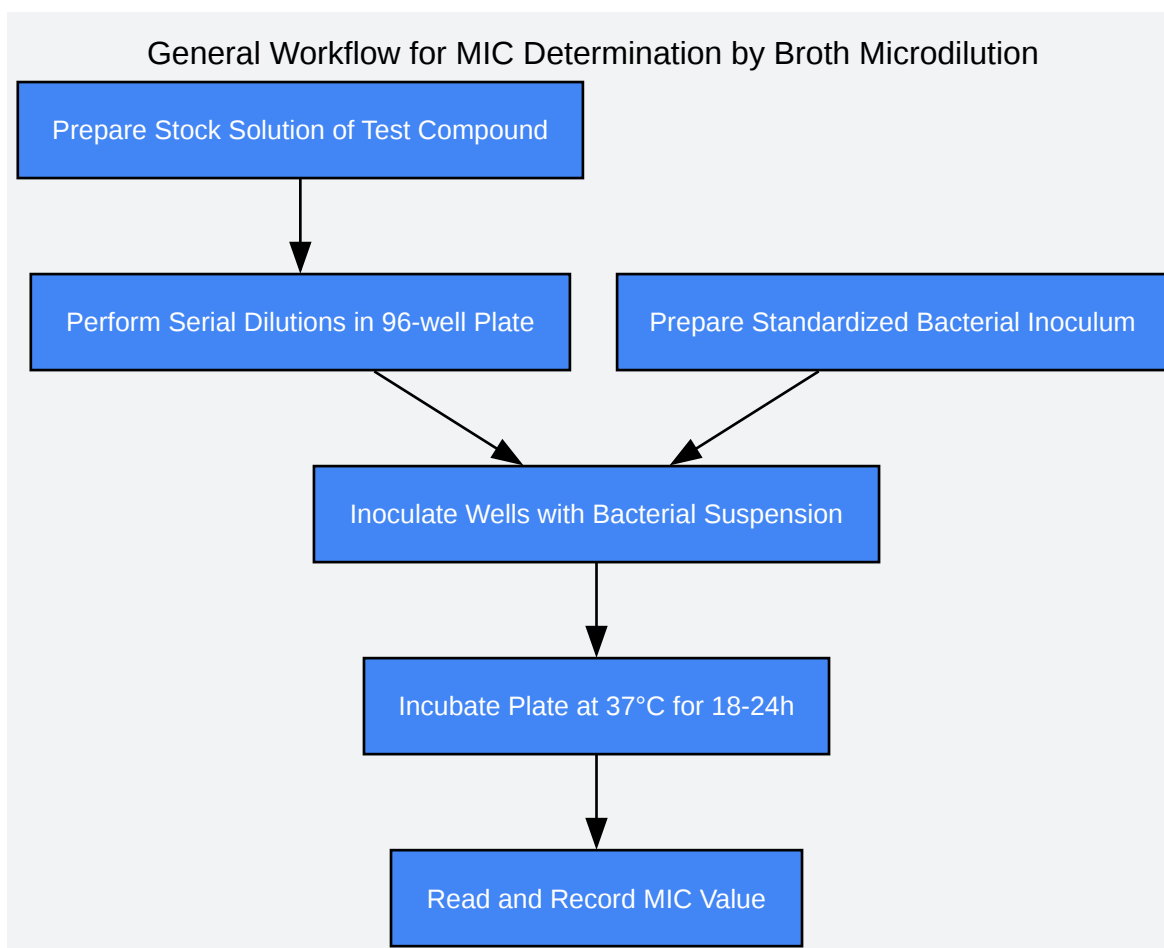 General Workflow for MIC Determination by Broth Microdilution
Prepare Stock Solution of Test Compound
Perform Serial Dilutions in 96-well Plate
Prepare Standardized Bacterial Inoculum
Inoculate Wells with Bacterial Suspension
Incubate Plate at 37°C for 18-24h
Read and Record MIC Value